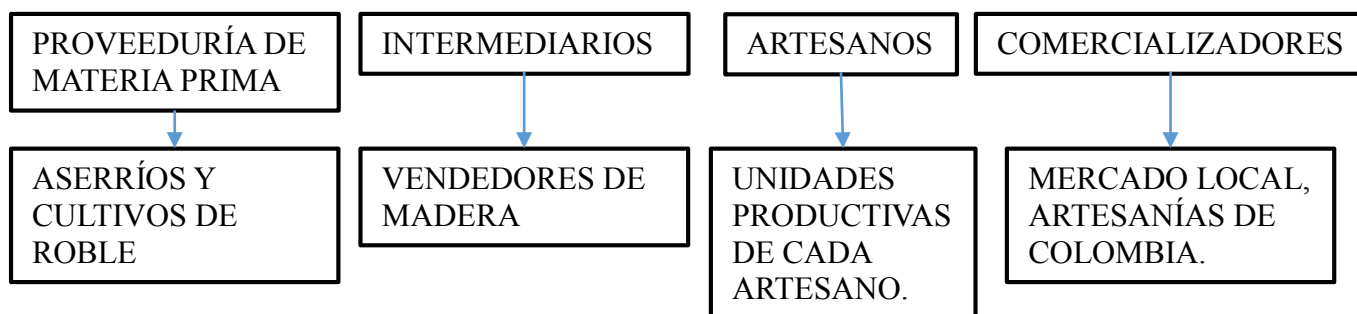 PROVEEDURÍA DE
MATERIA PRIMA
INTERMEDIARIOS
ARTESANOS
COMERCIALIZADORES
ASERRÍOS Y
CULTIVOS DE
ROBLE
VENDEDORES DE
MADERA
UNIDADES
PRODUCTIVAS
DE CADA
ARTESANO.
MERCADO LOCAL,
ARTESANÍAS DE
COLOMBIA.